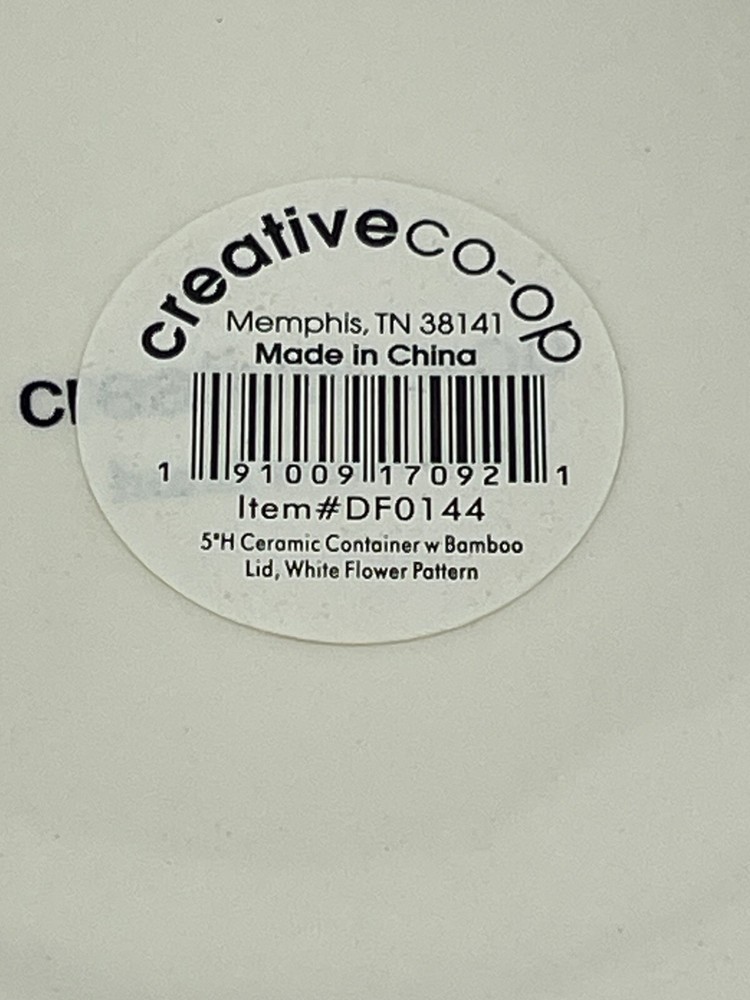 creativeco-op
Memphis, TN 38141
Made in China
1 91009 17092 1
Item#DF0144
5"H Ceramic Container w Bamboo
Lid, White Flower Pattern